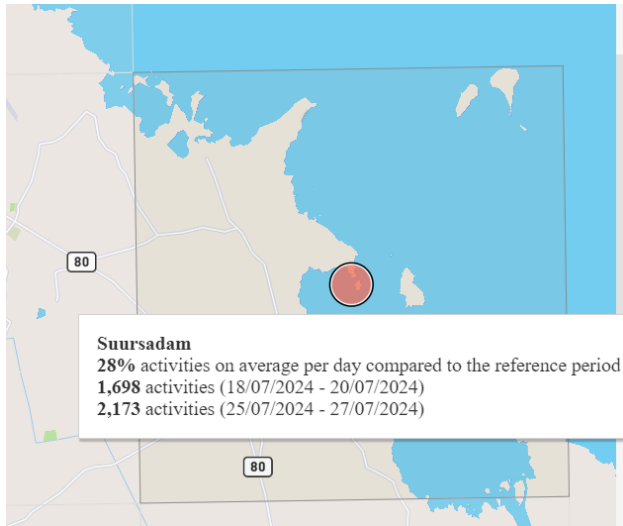 80
Suursadam
28% activities on average per day compared to the reference period
1,698 activities (18/07/2024 - 20/07/2024)
2,173 activities (25/07/2024 - 27/07/2024)
80